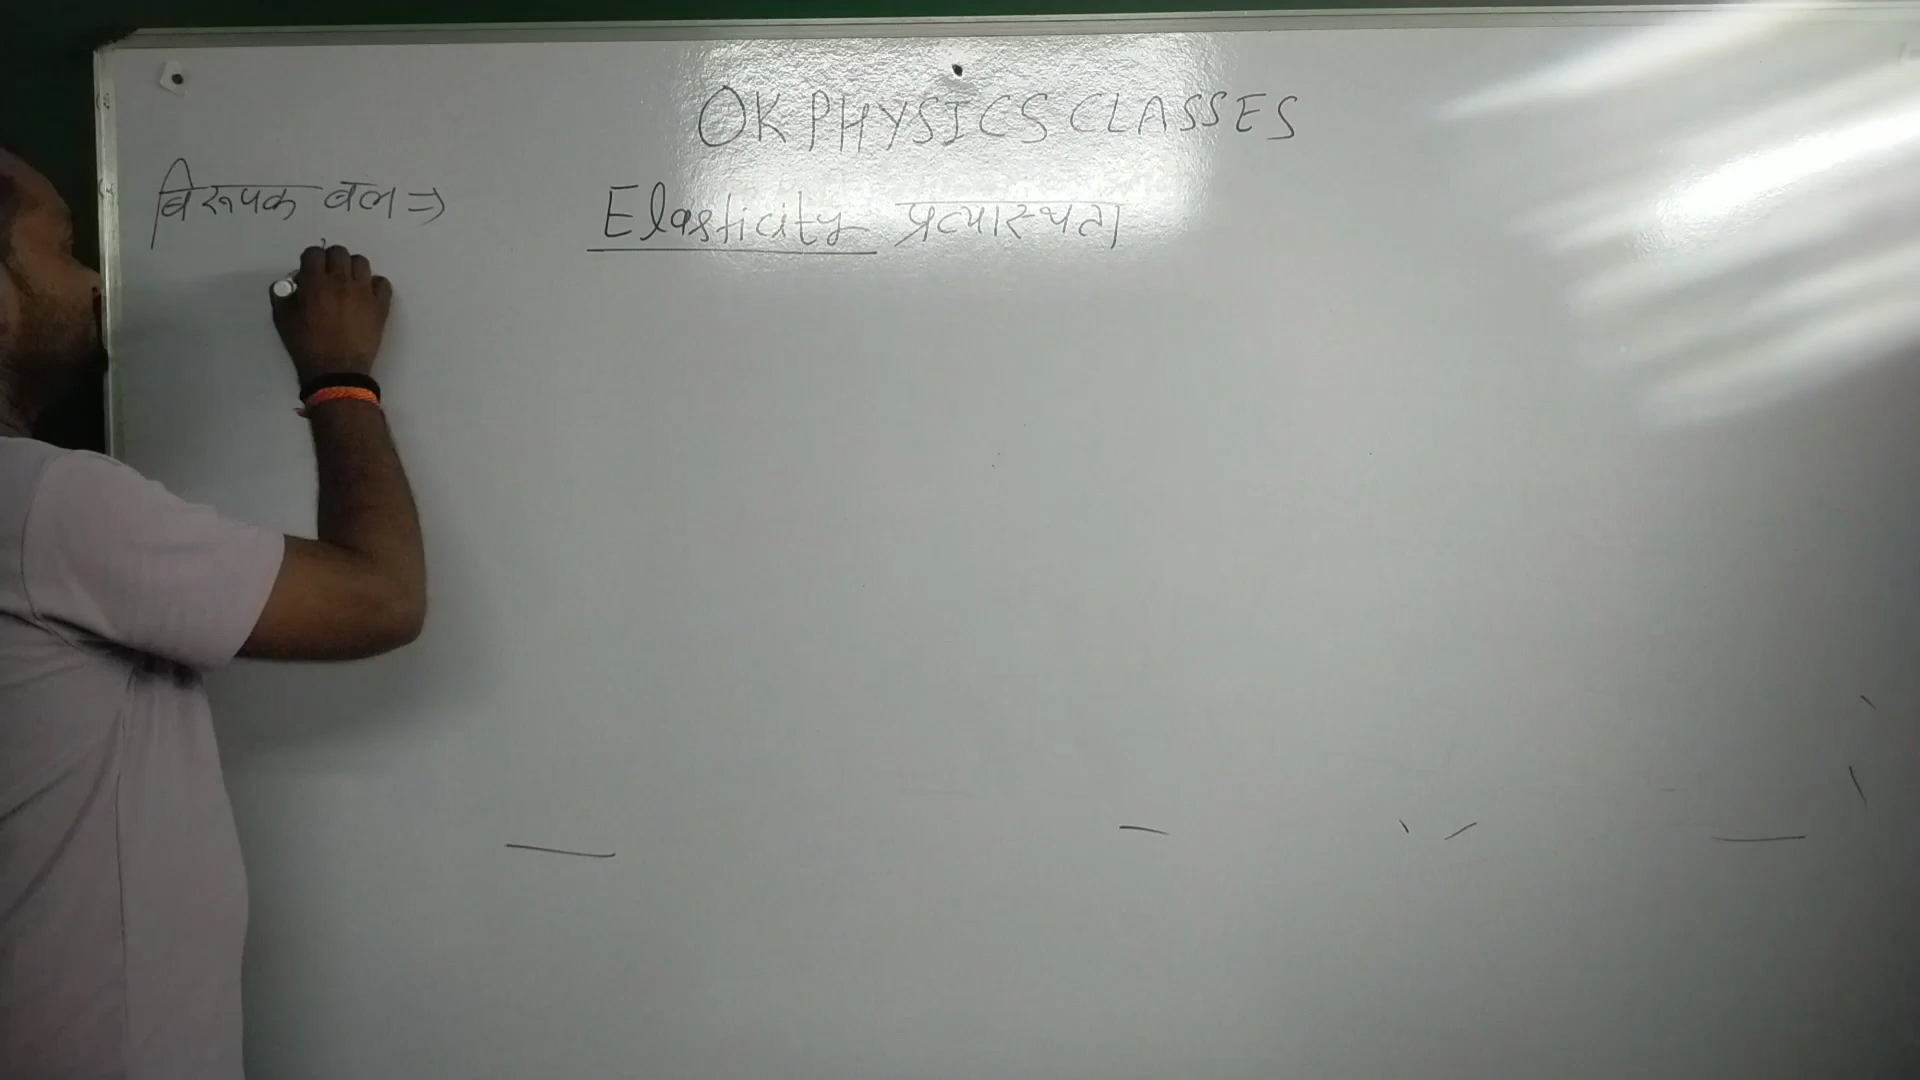 OK PHYSICS CLASSES
विरूपक बल ⇒
Elasticity प्रत्यास्थता